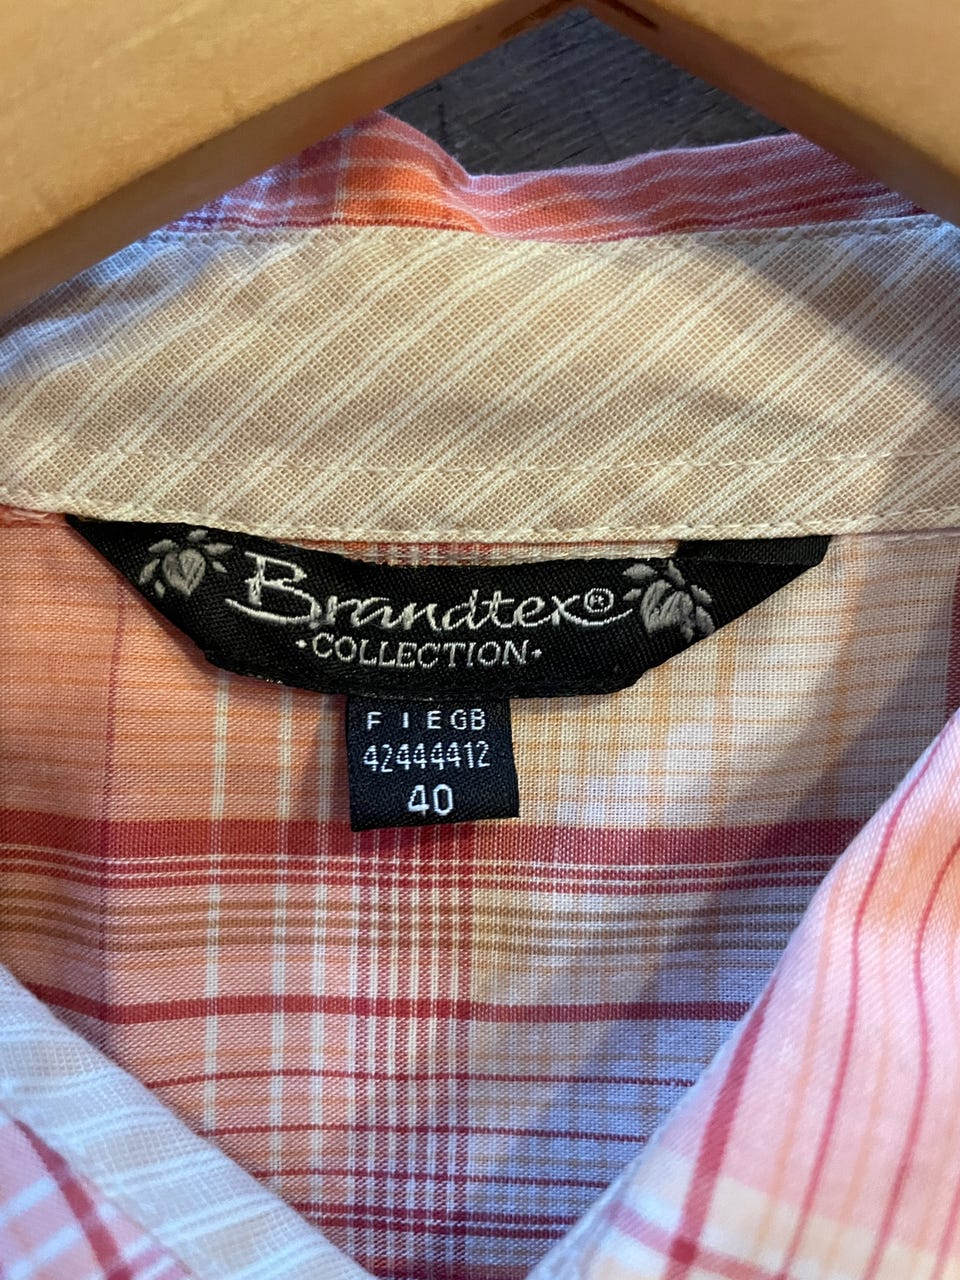 Brandtex®
·COLLECTION·
F I E GB
42444412
40